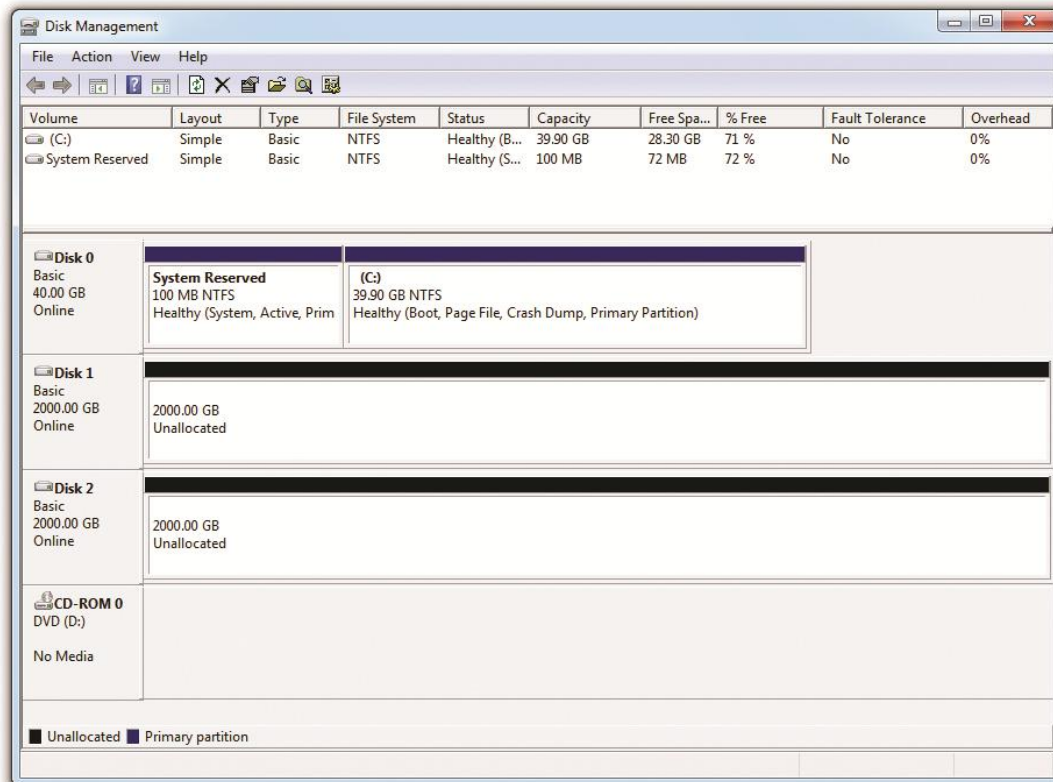 Disk Management
File Action View Help
Volume Layout Type File System Status Capacity Free Spa... % Free Fault Tolerance Overhead
(C:) Simple Basic NTFS Healthy (B... 39.90 GB 28.30 GB 71 % No 0%
System Reserved Simple Basic NTFS Healthy (S... 100 MB 72 MB 72 % No 0%
Disk 0
Basic
40.00 GB
Online
System Reserved
100 MB NTFS
Healthy (System, Active, Prim
(C:)
39.90 GB NTFS
Healthy (Boot, Page File, Crash Dump, Primary Partition)
Disk 1
Basic
2000.00 GB
Online
2000.00 GB
Unallocated
Disk 2
Basic
2000.00 GB
Online
2000.00 GB
Unallocated
CD-ROM 0
DVD (D:)
No Media
Unallocated Primary partition